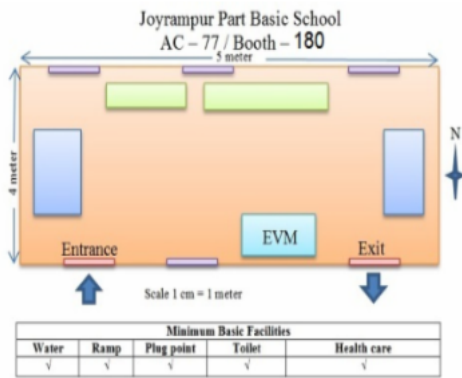 Joyrampur Part Basic School
AC – 77 / Booth – 180
5 meter
4 meter
N
EVM
Entrance
Exit
Scale 1 cm = 1 meter
Minimum Basic Facilities
Water Ramp Plug point Toilet Health care
√ √ √ √ √